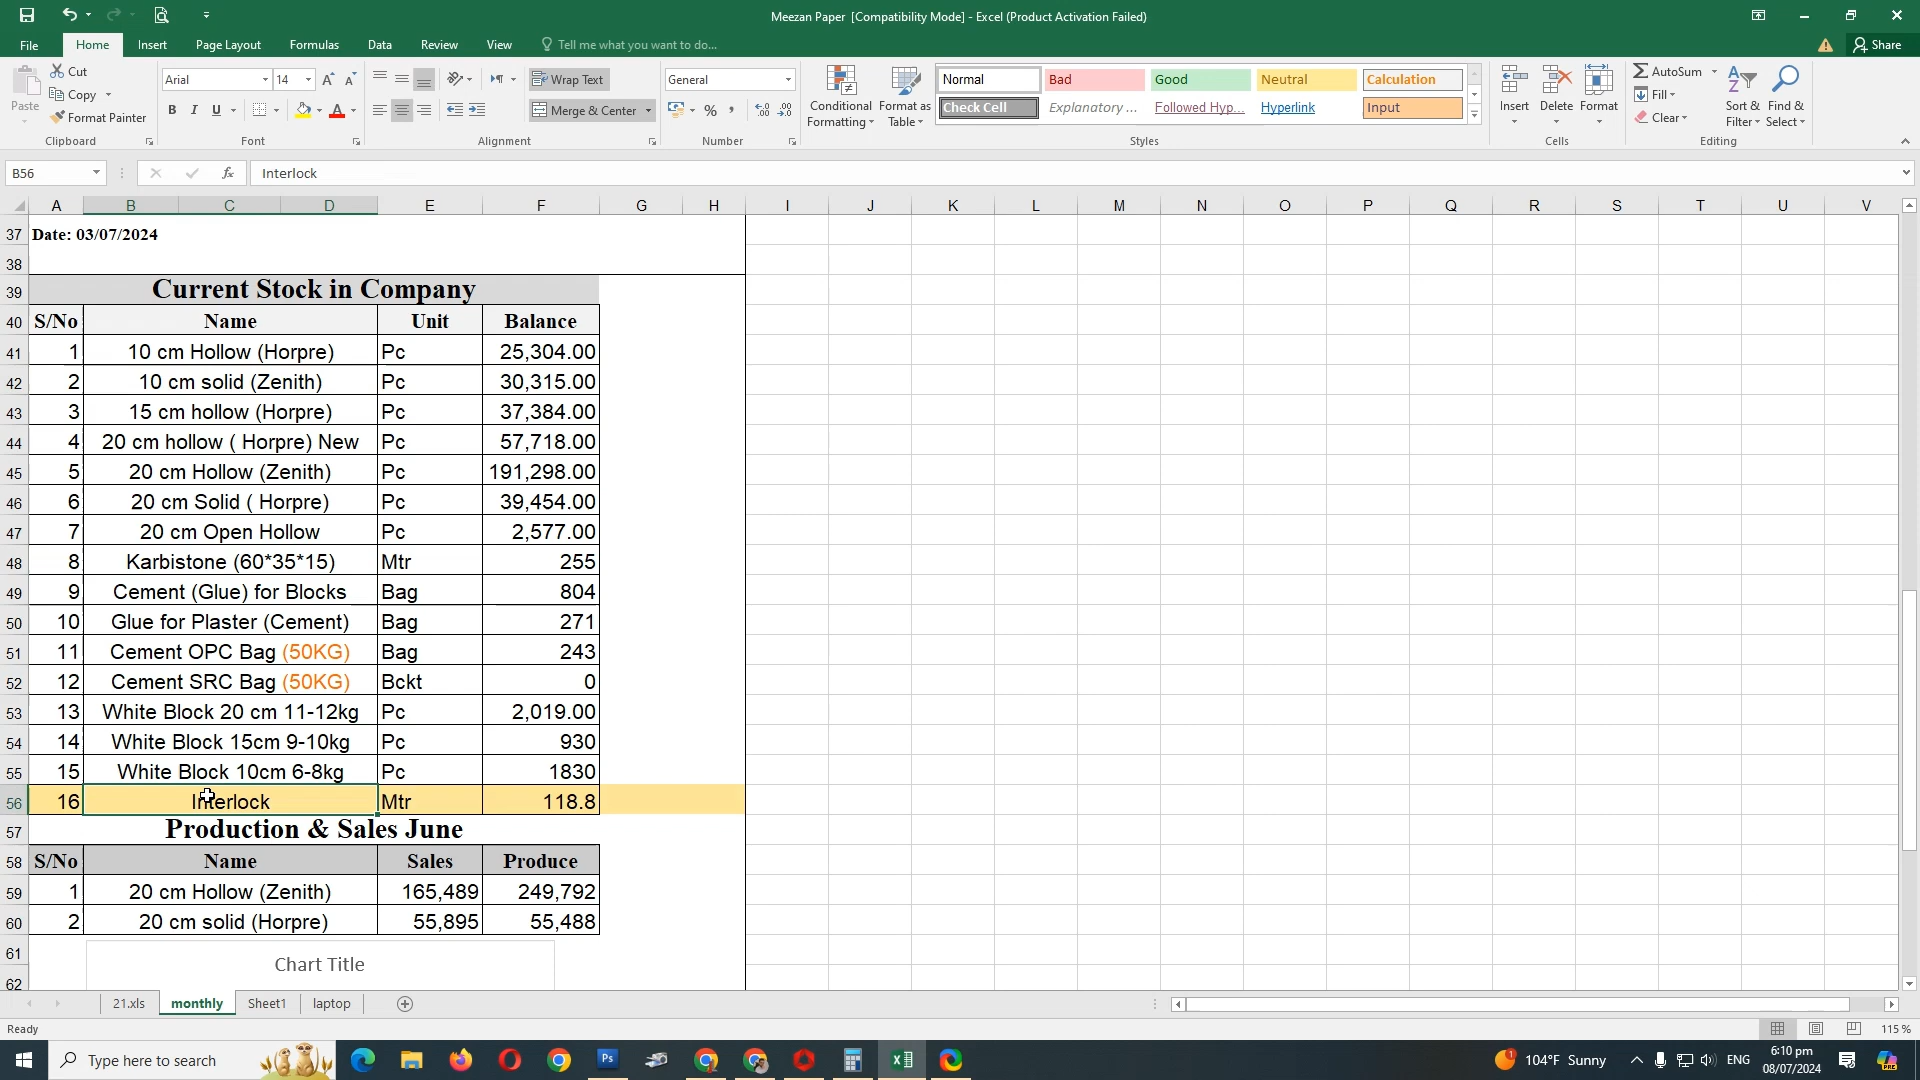 Meezan Paper  [Compatibility Mode] - Excel (Product Activation Failed)
File Home Insert Page Layout Formulas Data Review View Tell me what you want to do... Share
Paste
Cut
Copy
Format Painter
Clipboard
Arial 14
B I U
Font
Wrap Text
Merge & Center
Alignment
General
Number
Conditional Formatting
Format as Table
Normal Bad Good Neutral Calculation
Check Cell Explanatory ... Followed Hyp... Hyperlink Input
Styles
Insert Delete Format
Cells
AutoSum
Fill
Clear
Sort & Filter
Find & Select
Editing
B56 fx Interlock
A B C D E F G H I J K L M N O P Q R S T U V
37 Date: 03/07/2024
38
39 Current Stock in Company
40 S/No Name Unit Balance
41 1 10 cm Hollow (Horpre) Pc 25,304.00
42 2 10 cm solid (Zenith) Pc 30,315.00
43 3 15 cm hollow (Horpre) Pc 37,384.00
44 4 20 cm hollow ( Horpre) New Pc 57,718.00
45 5 20 cm Hollow (Zenith) Pc 191,298.00
46 6 20 cm Solid ( Horpre) Pc 39,454.00
47 7 20 cm Open Hollow Pc 2,577.00
48 8 Karbistone (60*35*15) Mtr 255
49 9 Cement (Glue) for Blocks Bag 804
50 10 Glue for Plaster (Cement) Bag 271
51 11 Cement OPC Bag (50KG) Bag 243
52 12 Cement SRC Bag (50KG) Bckt 0
53 13 White Block 20 cm 11-12kg Pc 2,019.00
54 14 White Block 15cm 9-10kg Pc 930
55 15 White Block 10cm 6-8kg Pc 1830
56 16 Interlock Mtr 118.8
57 Production & Sales June
58 S/No Name Sales Produce
59 1 20 cm Hollow (Zenith) 165,489 249,792
60 2 20 cm solid (Horpre) 55,895 55,488
61 Chart Title
62
21.xls monthly Sheet1 laptop
Ready 115 %
Type here to search 104°F Sunny ENG 6:10 pm
08/07/2024